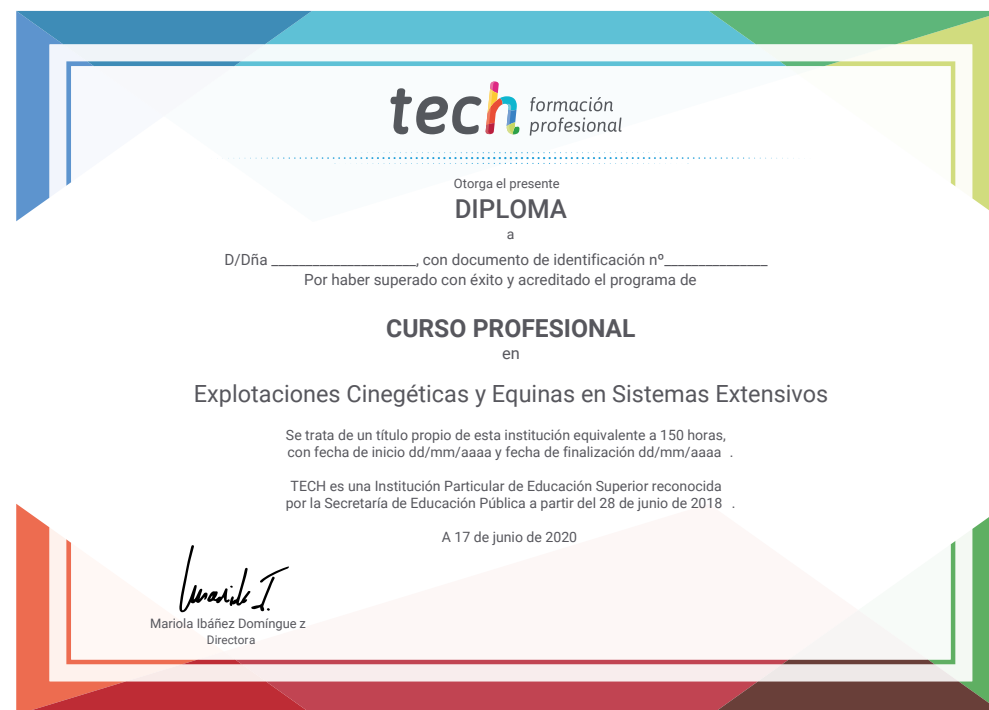 tech formación
profesional
Otorga el presente
DIPLOMA
a
D/Dña ____________________, con documento de identificación nº______________
Por haber superado con éxito y acreditado el programa de
CURSO PROFESIONAL
en
Explotaciones Cinegéticas y Equinas en Sistemas Extensivos
Se trata de un título propio de esta institución equivalente a 150 horas,
con fecha de inicio dd/mm/aaaa y fecha de finalización dd/mm/aaaa .
TECH es una Institución Particular de Educación Superior reconocida
por la Secretaría de Educación Pública a partir del 28 de junio de 2018 .
A 17 de junio de 2020
Mariola Ibáñez Domíngue z
Directora